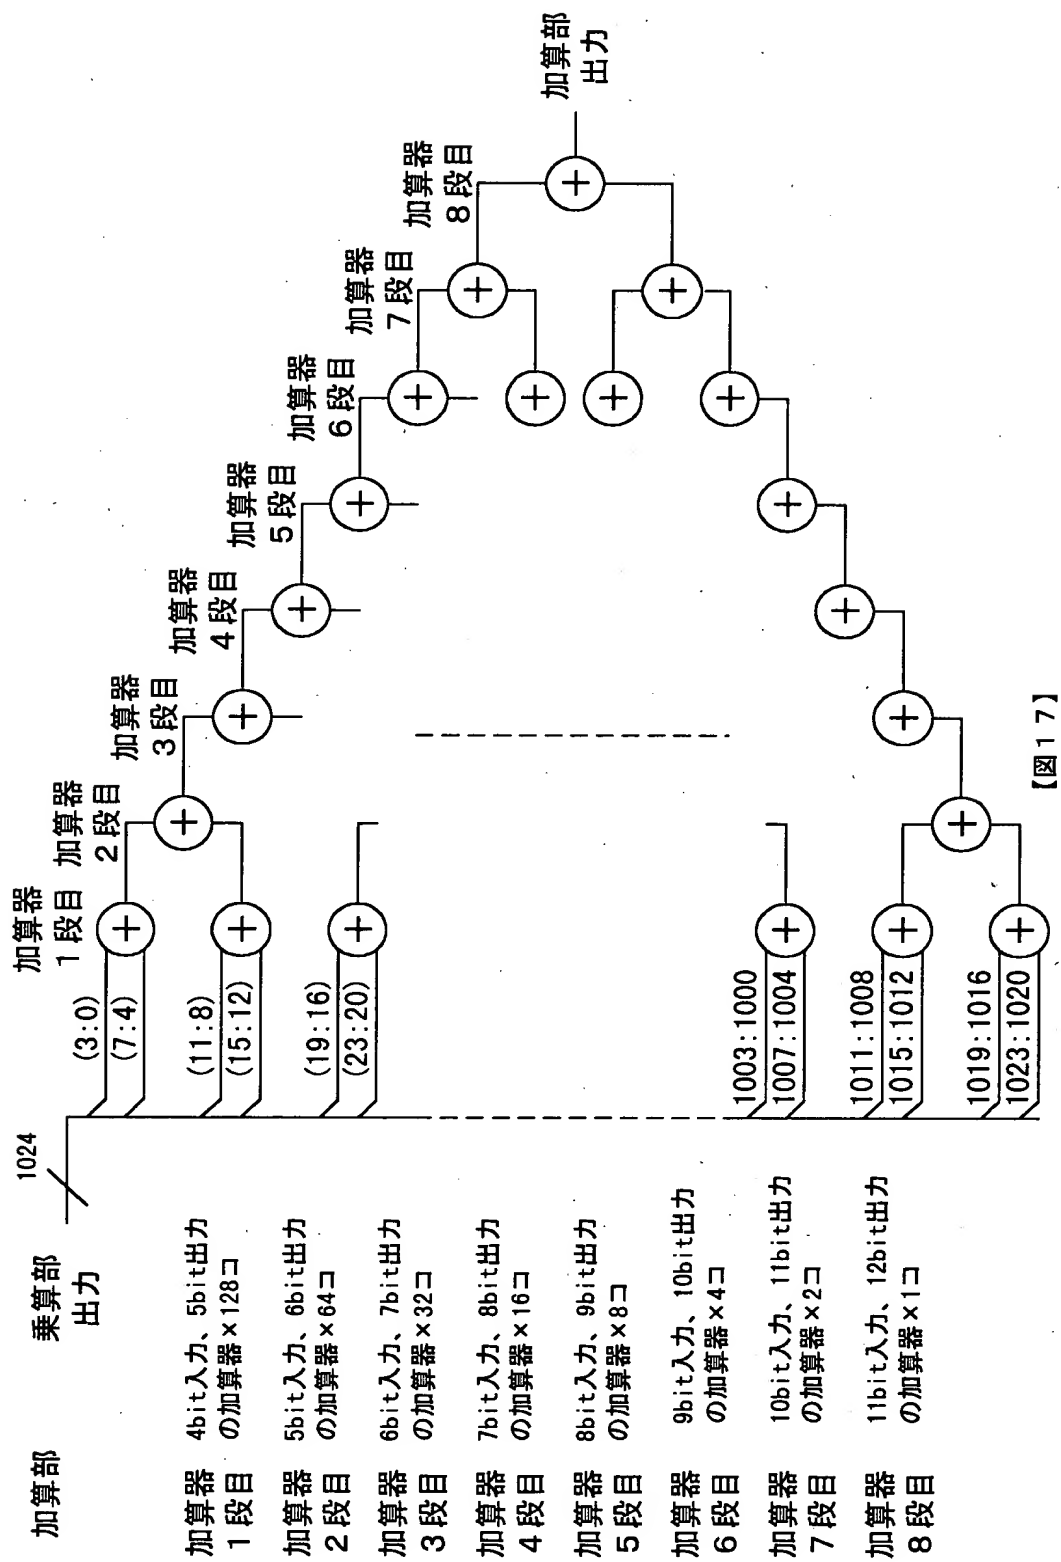 加算部
乗算部
出力
1024
加算器
1段目
4bit入力、5bit出力
の加算器×128コ
加算器
2段目
5bit入力、6bit出力
の加算器×64コ
加算器
3段目
6bit入力、7bit出力
の加算器×32コ
加算器
4段目
7bit入力、8bit出力
の加算器×16コ
加算器
5段目
8bit入力、9bit出力
の加算器×8コ
加算器
6段目
9bit入力、10bit出力
の加算器×4コ
加算器
7段目
10bit入力、11bit出力
の加算器×2コ
加算器
8段目
11bit入力、12bit出力
の加算器×1コ
(3:0)
(7:4)
(11:8)
(15:12)
(19:16)
(23:20)
1003:1000
1007:1004
1011:1008
1015:1012
1019:1016
1023:1020
加算器
1段目
加算器
2段目
加算器
3段目
加算器
4段目
加算器
5段目
加算器
6段目
加算器
7段目
加算器
8段目
加算部
出力
【図17】